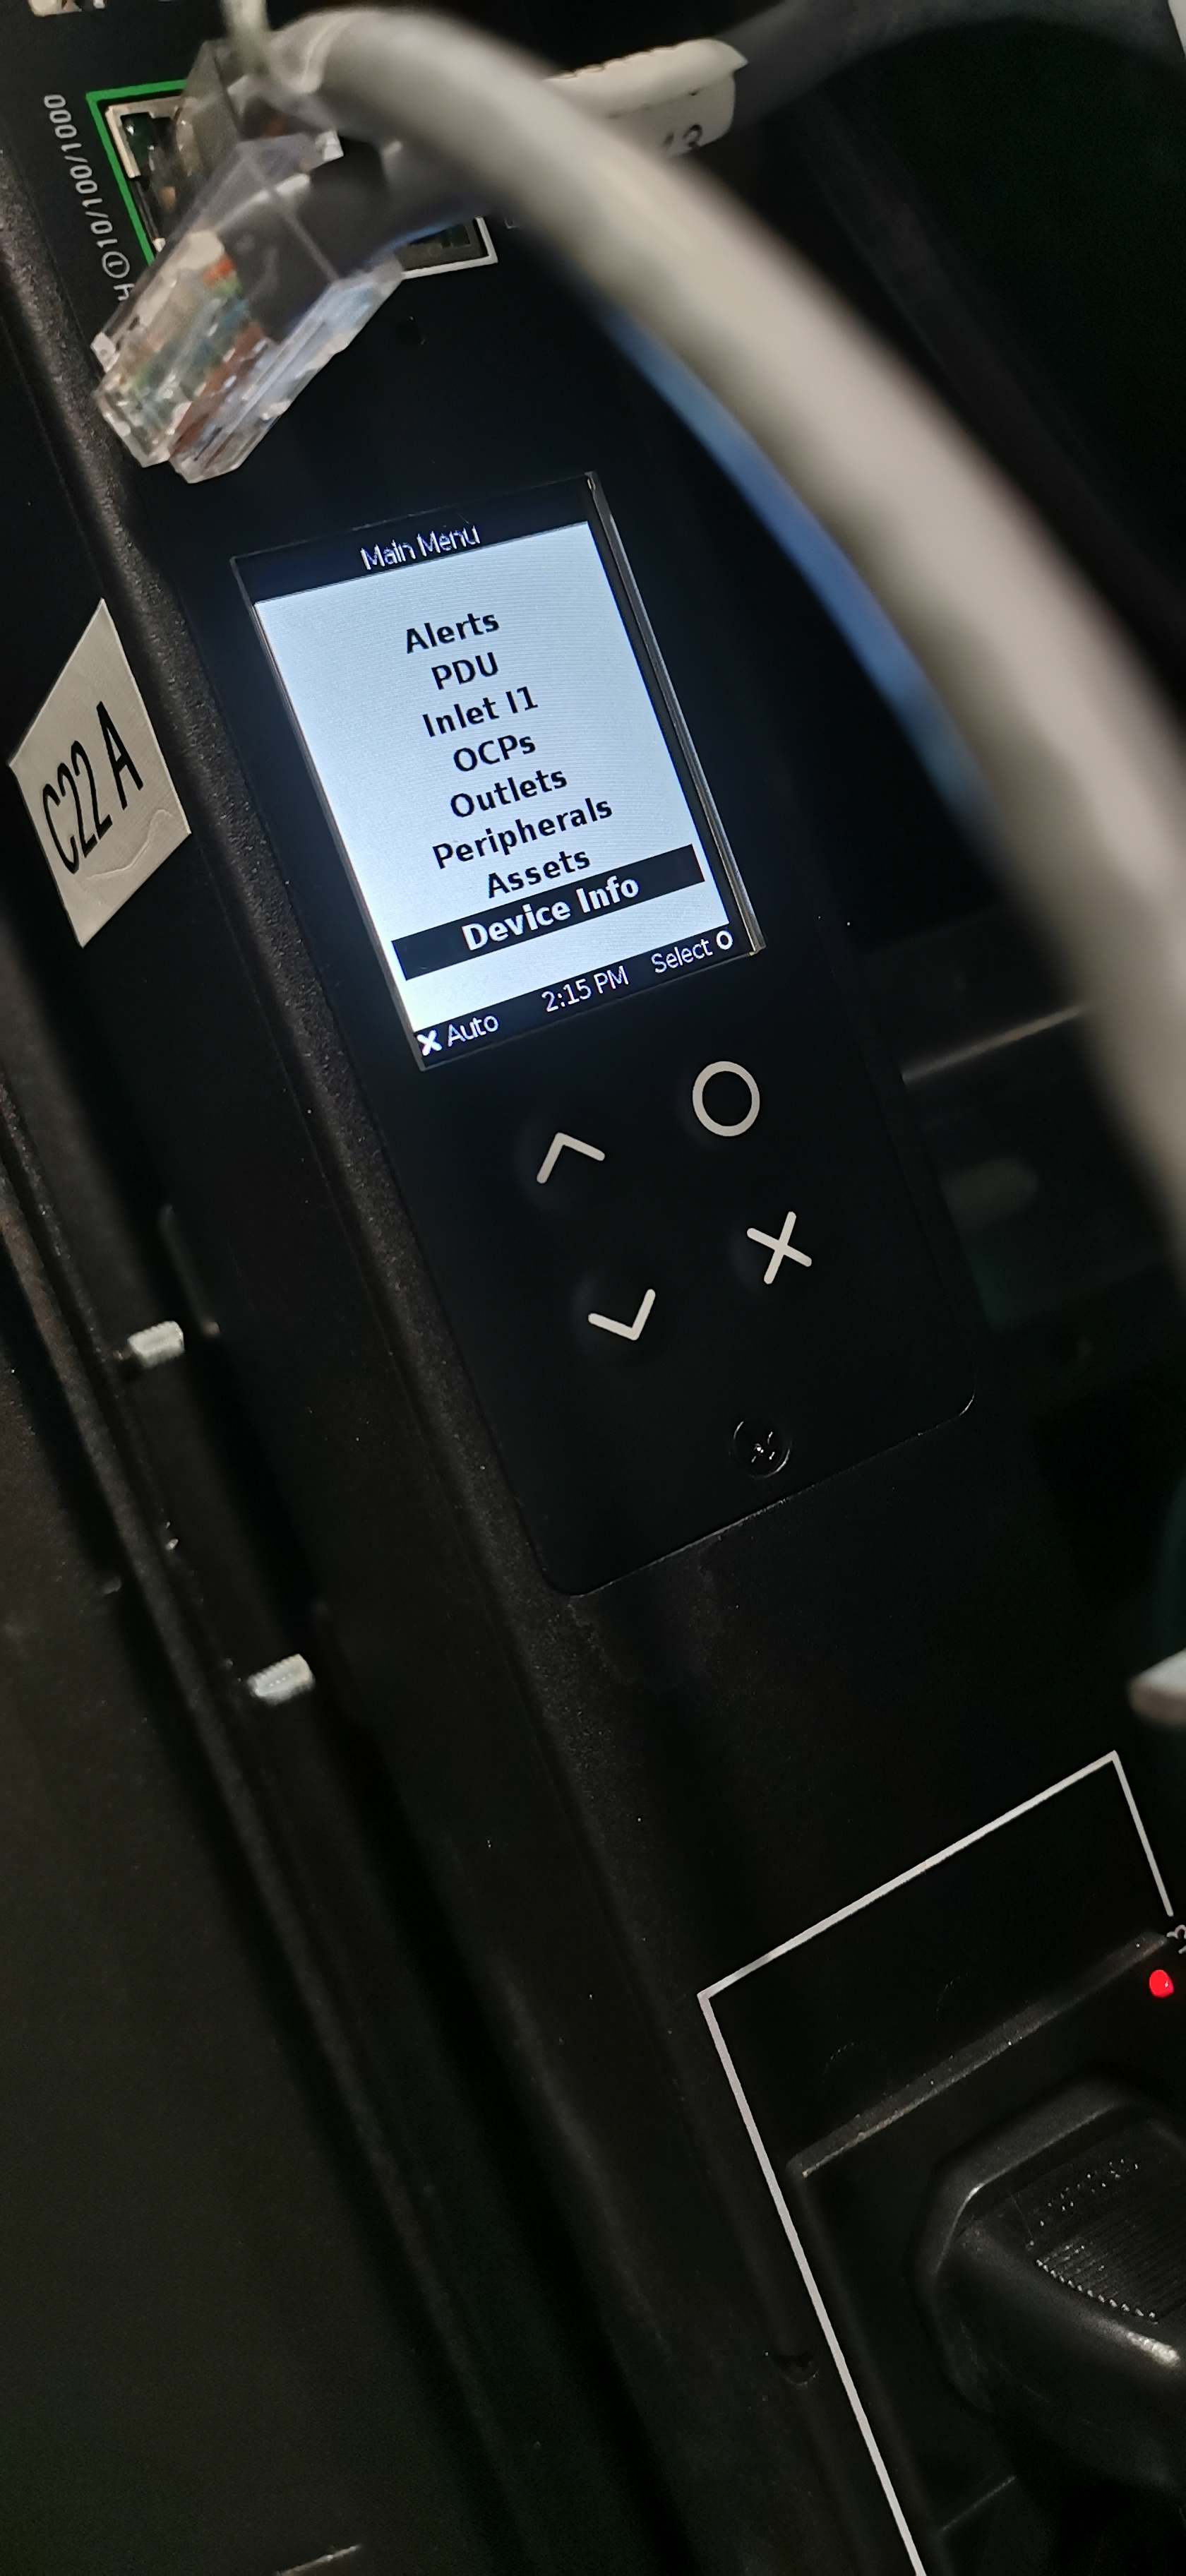 10/100/1000
Main Menu
Alerts
PDU
Inlet I1
OCPs
Outlets
Peripherals
Assets
Device Info
X Auto 2:15 PM Select O
C22 A